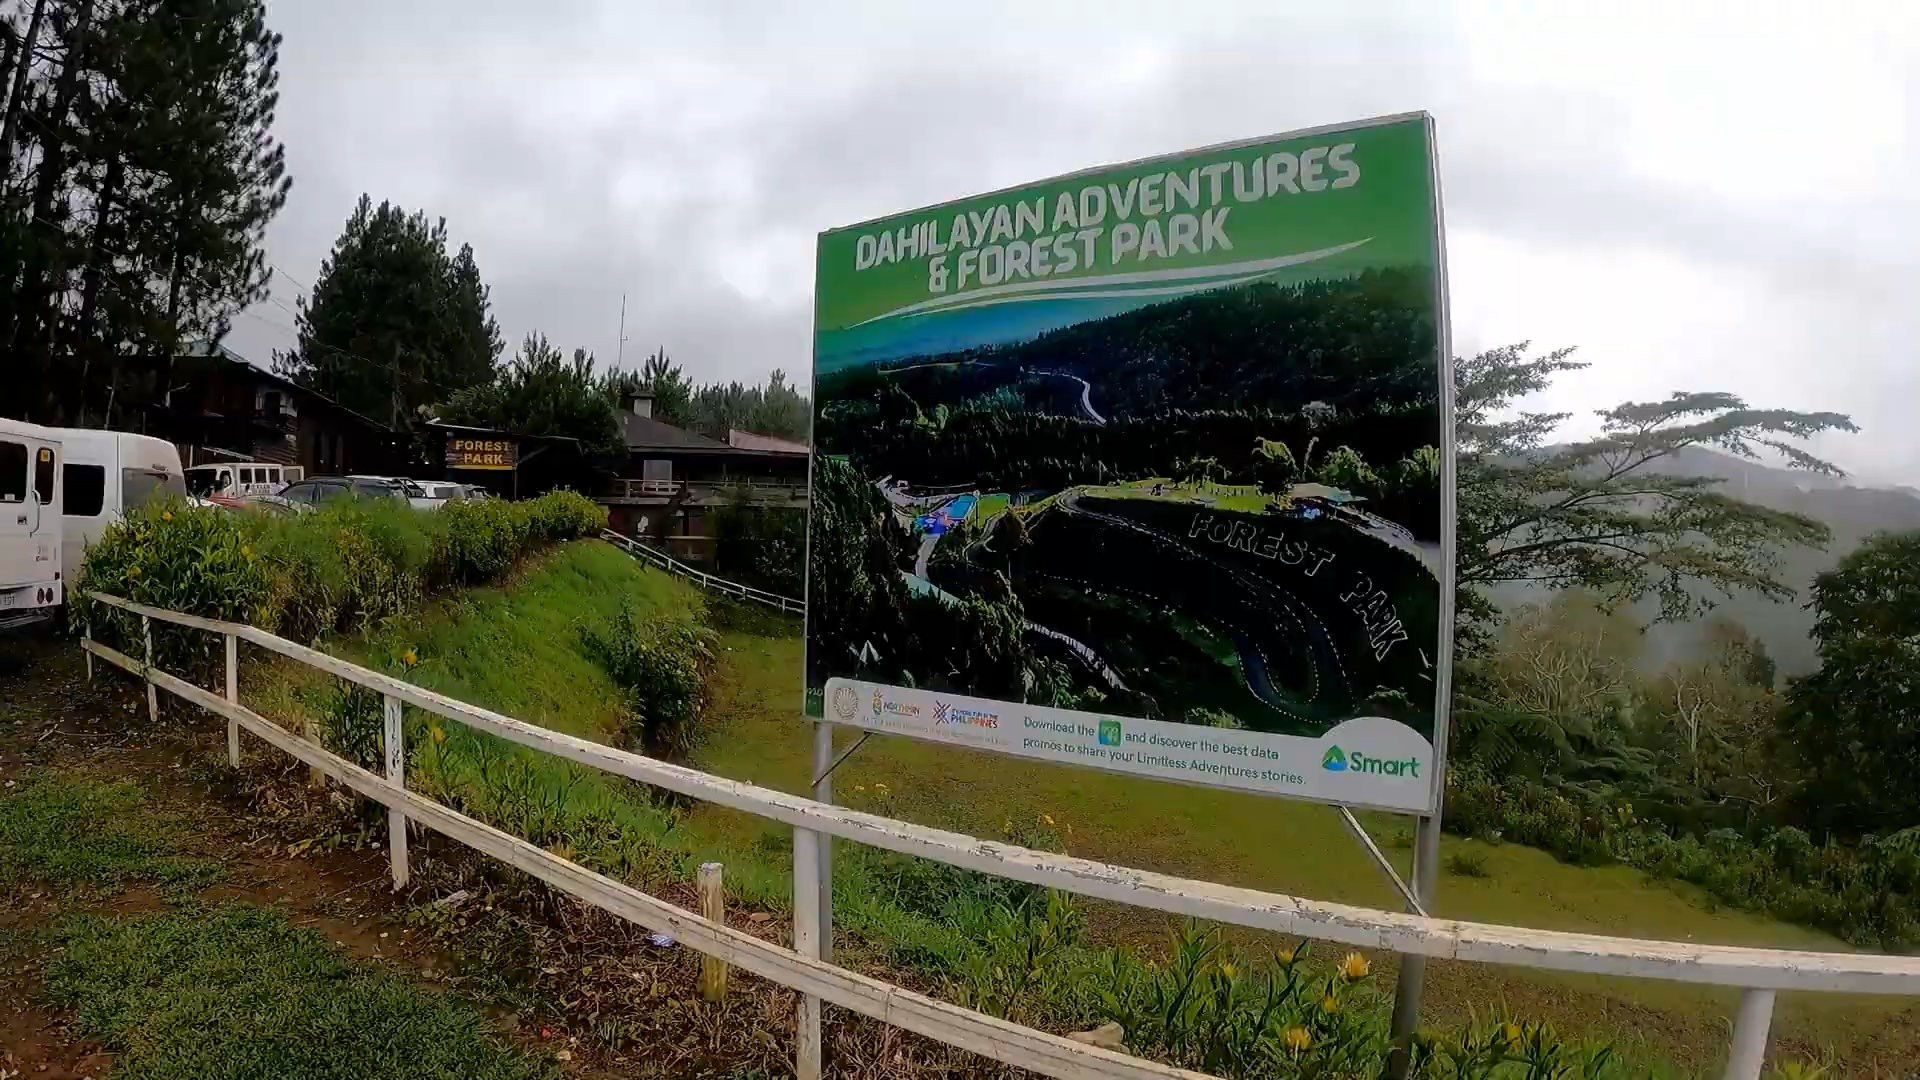 DAHILAYAN ADVENTURES
& FOREST PARK
FOREST
PARK
FOREST PARK
NORTHMIN
PHILIPPINES
Download the and discover the best data
promos to share your Limitless Adventures stories.
Smart